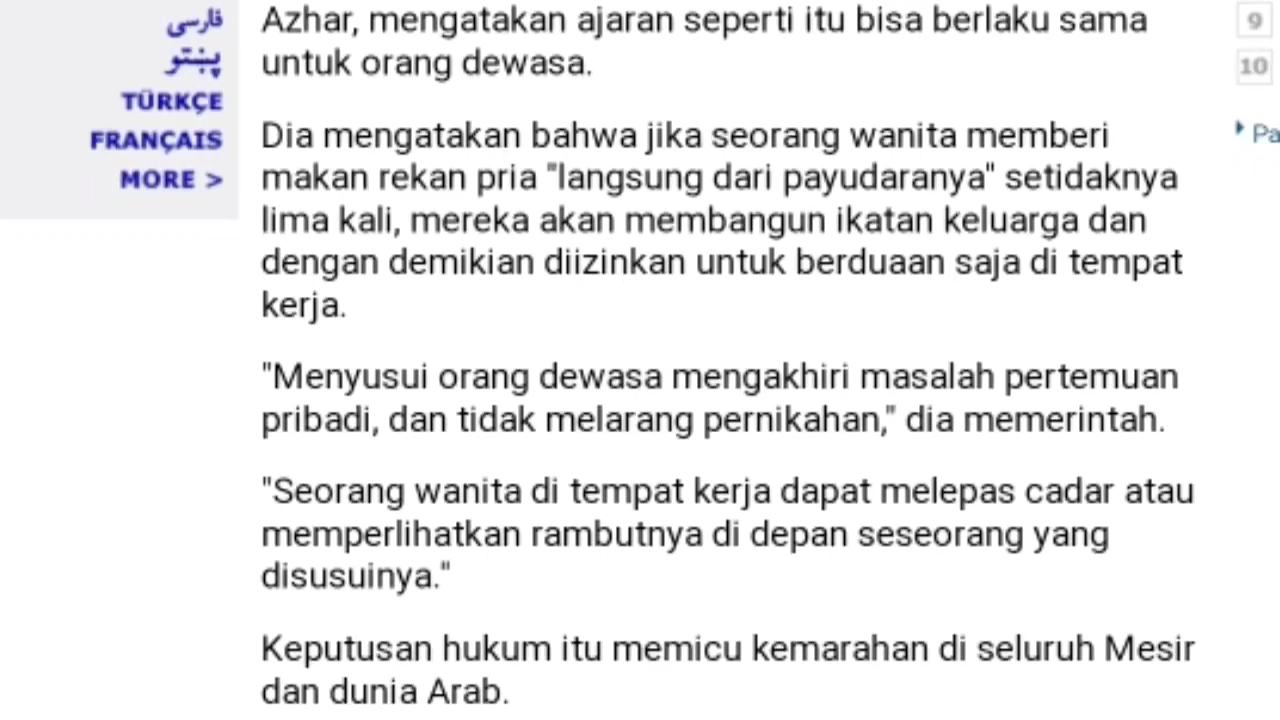 فارسی
پښتو
TÜRKÇE
FRANÇAIS
MORE >
Azhar, mengatakan ajaran seperti itu bisa berlaku sama
untuk orang dewasa.
Dia mengatakan bahwa jika seorang wanita memberi
makan rekan pria "langsung dari payudaranya" setidaknya
lima kali, mereka akan membangun ikatan keluarga dan
dengan demikian diizinkan untuk berduaan saja di tempat
kerja.
"Menyusui orang dewasa mengakhiri masalah pertemuan
pribadi, dan tidak melarang pernikahan," dia memerintah.
"Seorang wanita di tempat kerja dapat melepas cadar atau
memperlihatkan rambutnya di depan seseorang yang
disusuinya."
Keputusan hukum itu memicu kemarahan di seluruh Mesir
dan dunia Arab.
9
10
Pa